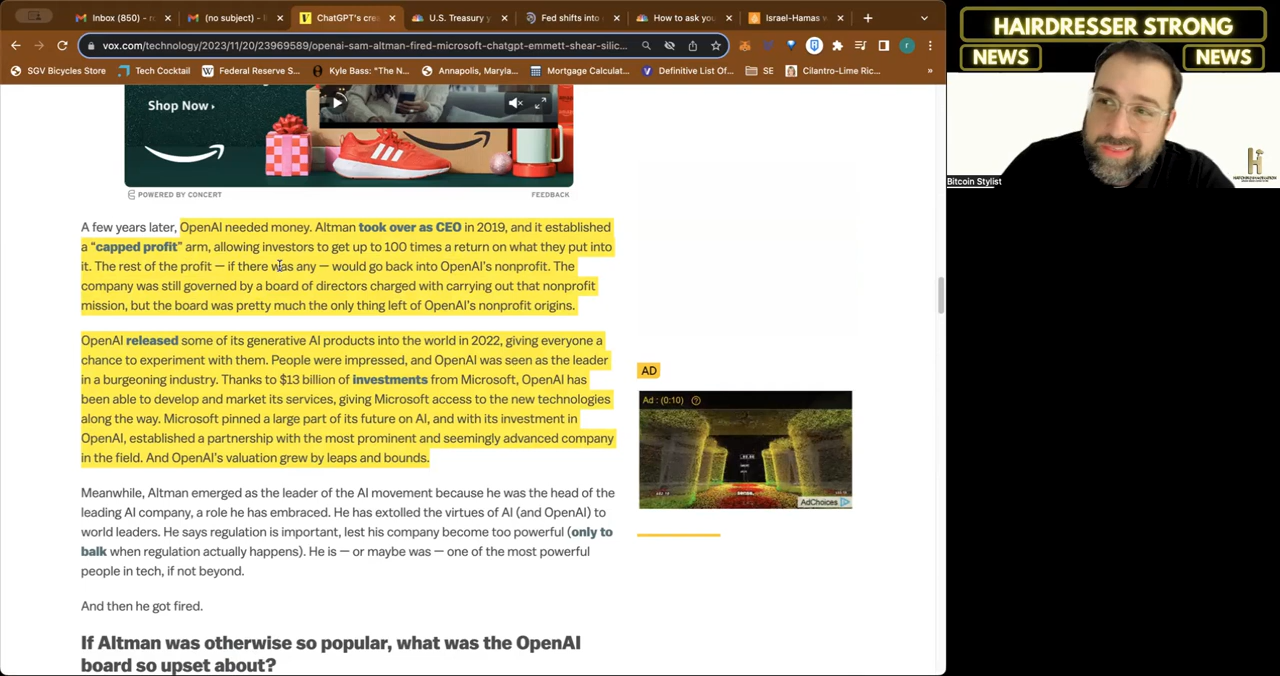 Inbox (850) - r
(no subject) - l
ChatGPT's cre
U.S. Treasury y
Fed shifts into
How to ask you
Israel-Hamas w
vox.com/technology/2023/11/20/23969589/openai-sam-altman-fired-microsoft-chatgpt-emmett-shear-silic...
SGV Bicycles Store
Tech Cocktail
Federal Reserve S...
Kyle Bass: "The N...
Annapolis, Maryla...
Mortgage Calculat...
Definitive List Of...
SE
Cilantro-Lime Ric...
»
HAIRDRESSER STRONG
NEWS NEWS
Bitcoin Stylist
Shop Now ›
POWERED BY CONCERT
FEEDBACK
A few years later, OpenAI needed money. Altman took over as CEO in 2019, and it established
a “capped profit” arm, allowing investors to get up to 100 times a return on what they put into
it. The rest of the profit — if there was any — would go back into OpenAI’s nonprofit. The
company was still governed by a board of directors charged with carrying out that nonprofit
mission, but the board was pretty much the only thing left of OpenAI’s nonprofit origins.
OpenAI released some of its generative AI products into the world in 2022, giving everyone a
chance to experiment with them. People were impressed, and OpenAI was seen as the leader
in a burgeoning industry. Thanks to $13 billion of investments from Microsoft, OpenAI has
been able to develop and market its services, giving Microsoft access to the new technologies
along the way. Microsoft pinned a large part of its future on AI, and with its investment in
OpenAI, established a partnership with the most prominent and seemingly advanced company
in the field. And OpenAI’s valuation grew by leaps and bounds.
Meanwhile, Altman emerged as the leader of the AI movement because he was the head of the
leading AI company, a role he has embraced. He has extolled the virtues of AI (and OpenAI) to
world leaders. He says regulation is important, lest his company become too powerful (only to
balk when regulation actually happens). He is — or maybe was — one of the most powerful
people in tech, if not beyond.
And then he got fired.
If Altman was otherwise so popular, what was the OpenAI
board so upset about?
AD
Ad : (0:10)
AdChoices